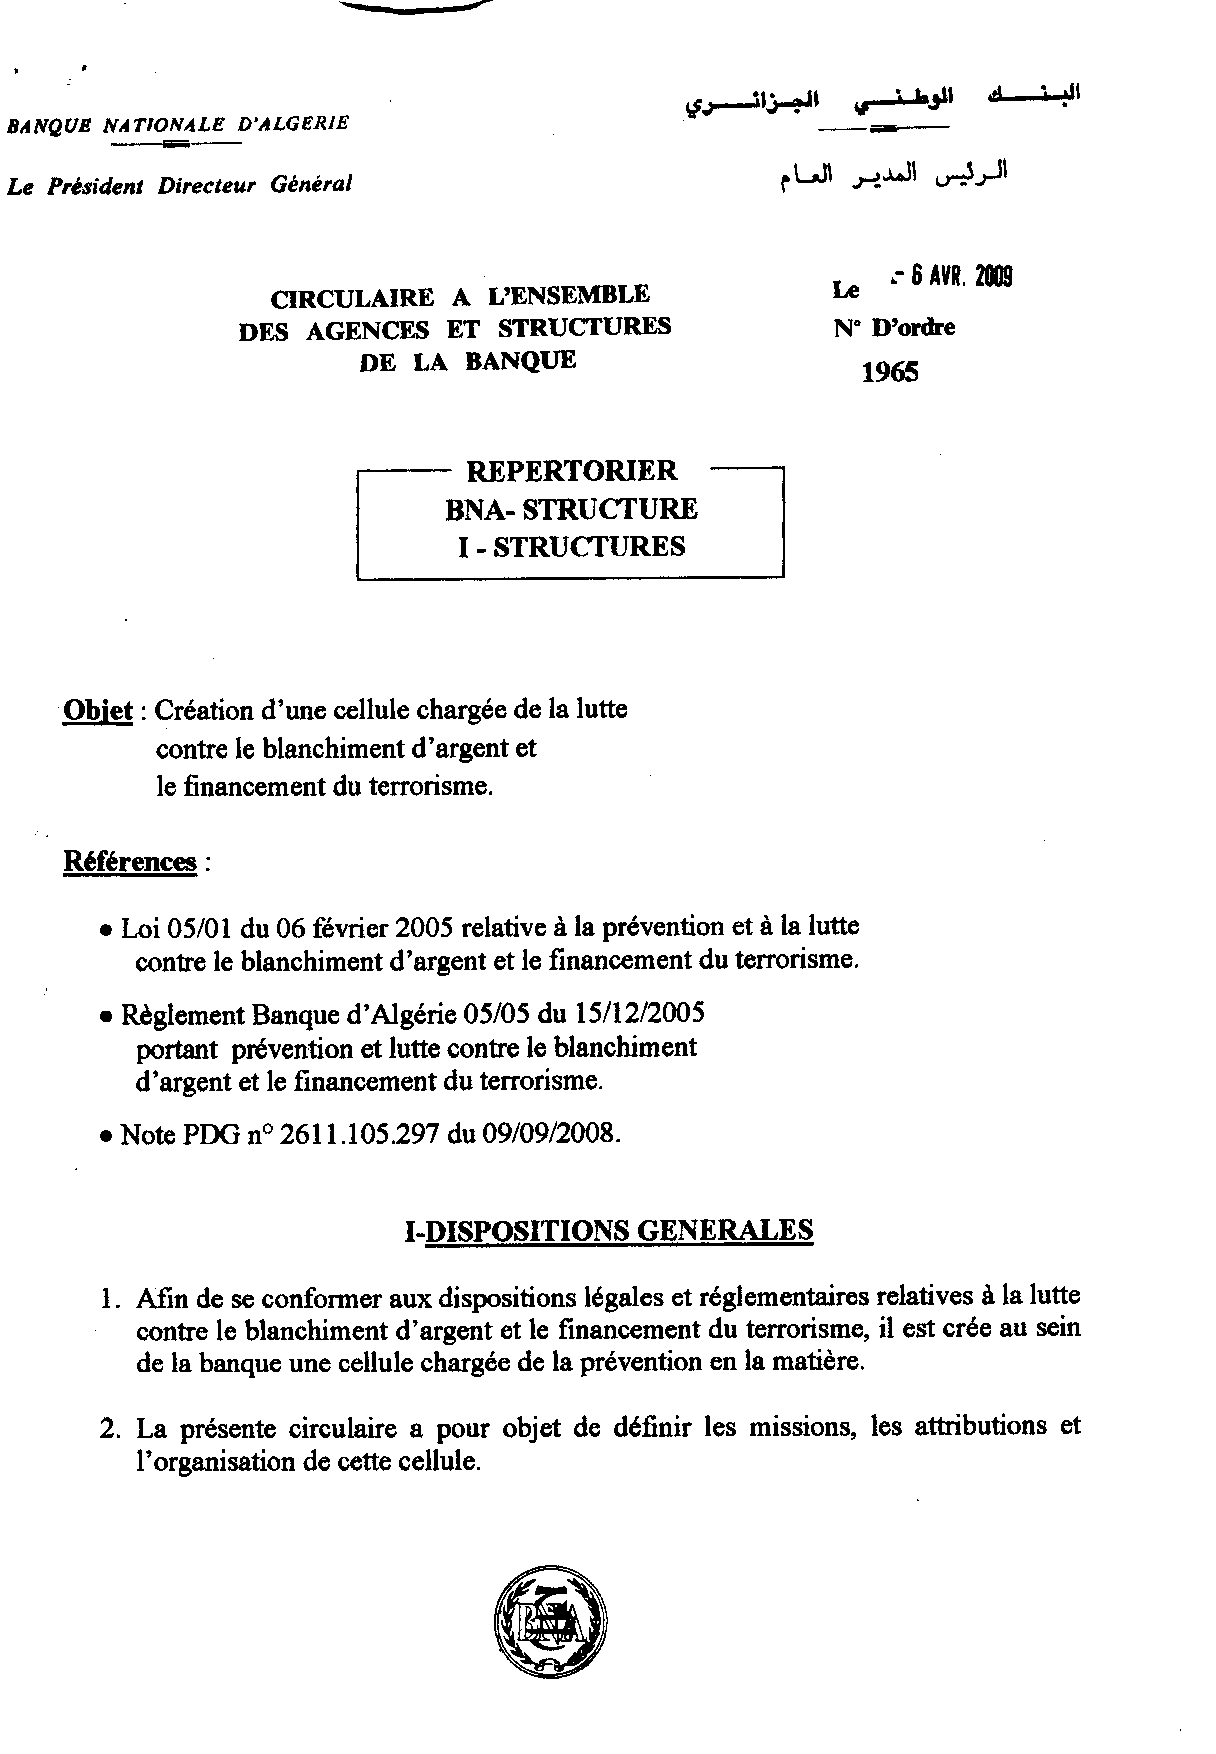 BANQUE NATIONALE D'ALGERIE
البنك الوطني الجزائري
Le Président Directeur Général
الرئيس المدير العام
CIRCULAIRE A L'ENSEMBLE
DES AGENCES ET STRUCTURES
DE LA BANQUE
Le - 6 AVR. 2009
N° D'ordre
1965
REPERTORIER
BNA- STRUCTURE
I - STRUCTURES
Objet : Création d'une cellule chargée de la lutte
contre le blanchiment d'argent et
le financement du terrorisme.
Références :
• Loi 05/01 du 06 février 2005 relative à la prévention et à la lutte
contre le blanchiment d'argent et le financement du terrorisme.
• Règlement Banque d'Algérie 05/05 du 15/12/2005
portant prévention et lutte contre le blanchiment
d'argent et le financement du terrorisme.
• Note PDG n° 2611.105.297 du 09/09/2008.
I-DISPOSITIONS GENERALES
1. Afin de se conformer aux dispositions légales et réglementaires relatives à la lutte
contre le blanchiment d'argent et le financement du terrorisme, il est crée au sein
de la banque une cellule chargée de la prévention en la matière.
2. La présente circulaire a pour objet de définir les missions, les attributions et
l'organisation de cette cellule.
BNA